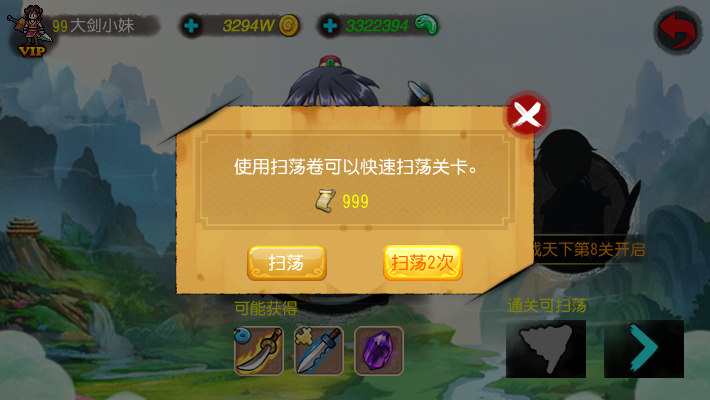 99大剑小妹
3294W
3322394
VIP
使用扫荡卷可以快速扫荡关卡。
999
扫荡
扫荡2次
战天下第8关开启
可能获得
通关可扫荡